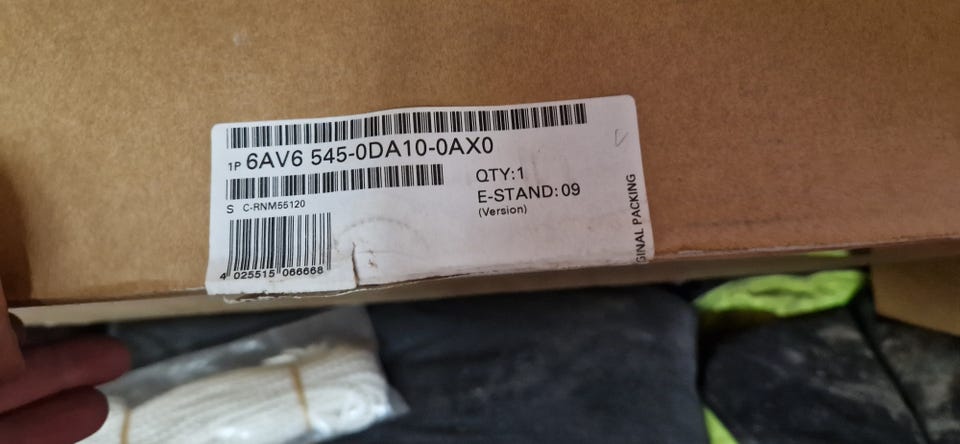 1P 6AV6 545-0DA10-0AX0
QTY:1
S C-RNM55120
E-STAND: 09
(Version)
4 025515 066668
GINAL PACKING